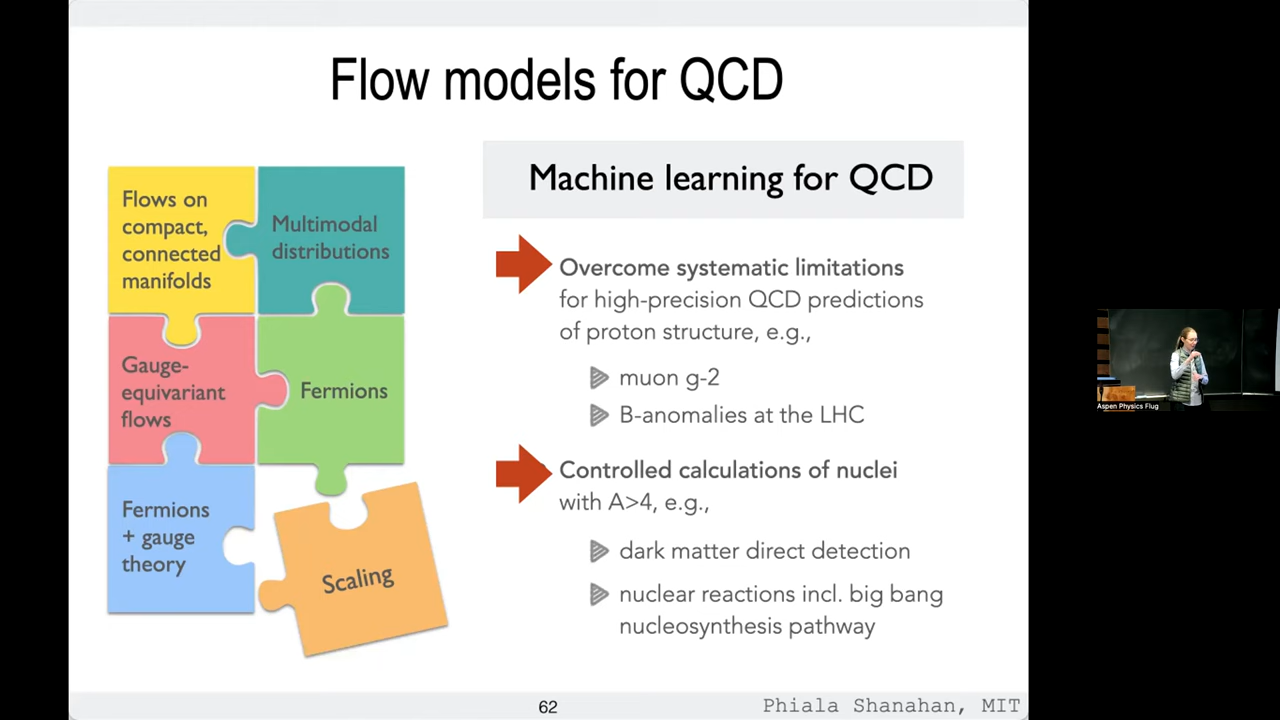 Flow models for QCD
Flows on
compact,
connected
manifolds
Multimodal
distributions
Gauge-
equivariant
flows
Fermions
Fermions
+ gauge
theory
Scaling
Machine learning for QCD
Overcome systematic limitations
for high-precision QCD predictions
of proton structure, e.g.,
muon g-2
B-anomalies at the LHC
Controlled calculations of nuclei
with A>4, e.g.,
dark matter direct detection
nuclear reactions incl. big bang
nucleosynthesis pathway
62
Phiala Shanahan, MIT
Aspen Physics Flug